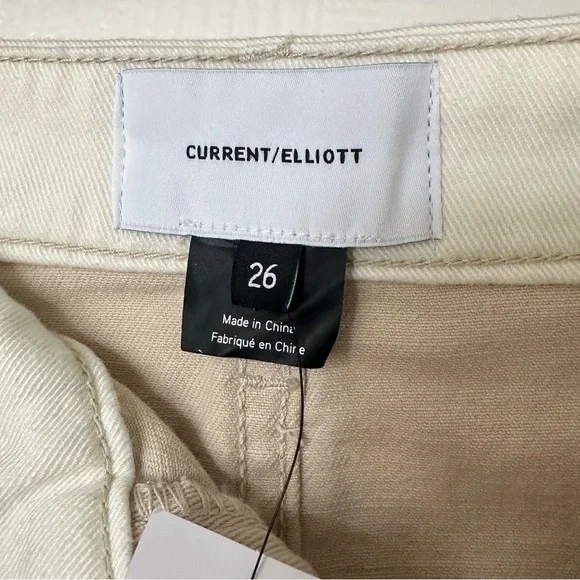 CURRENT/ELLIOTT
26
Made in China
Fabriqué en Chine